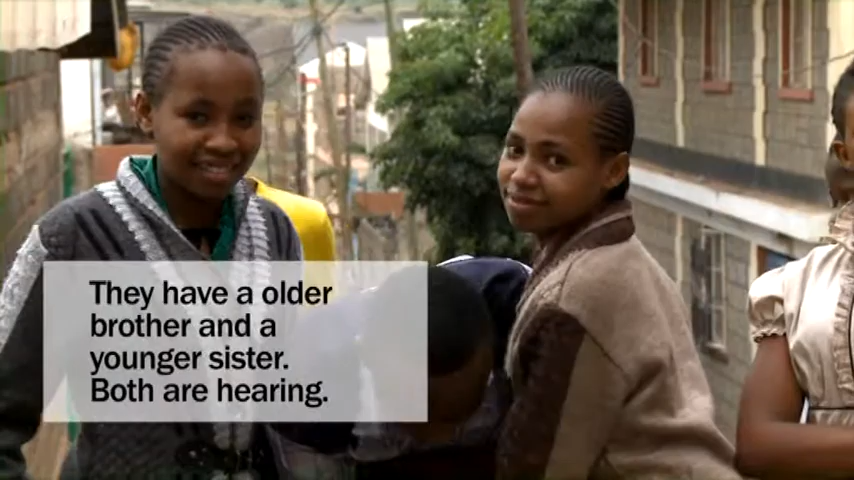 They have a older
brother and a
younger sister.
Both are hearing.